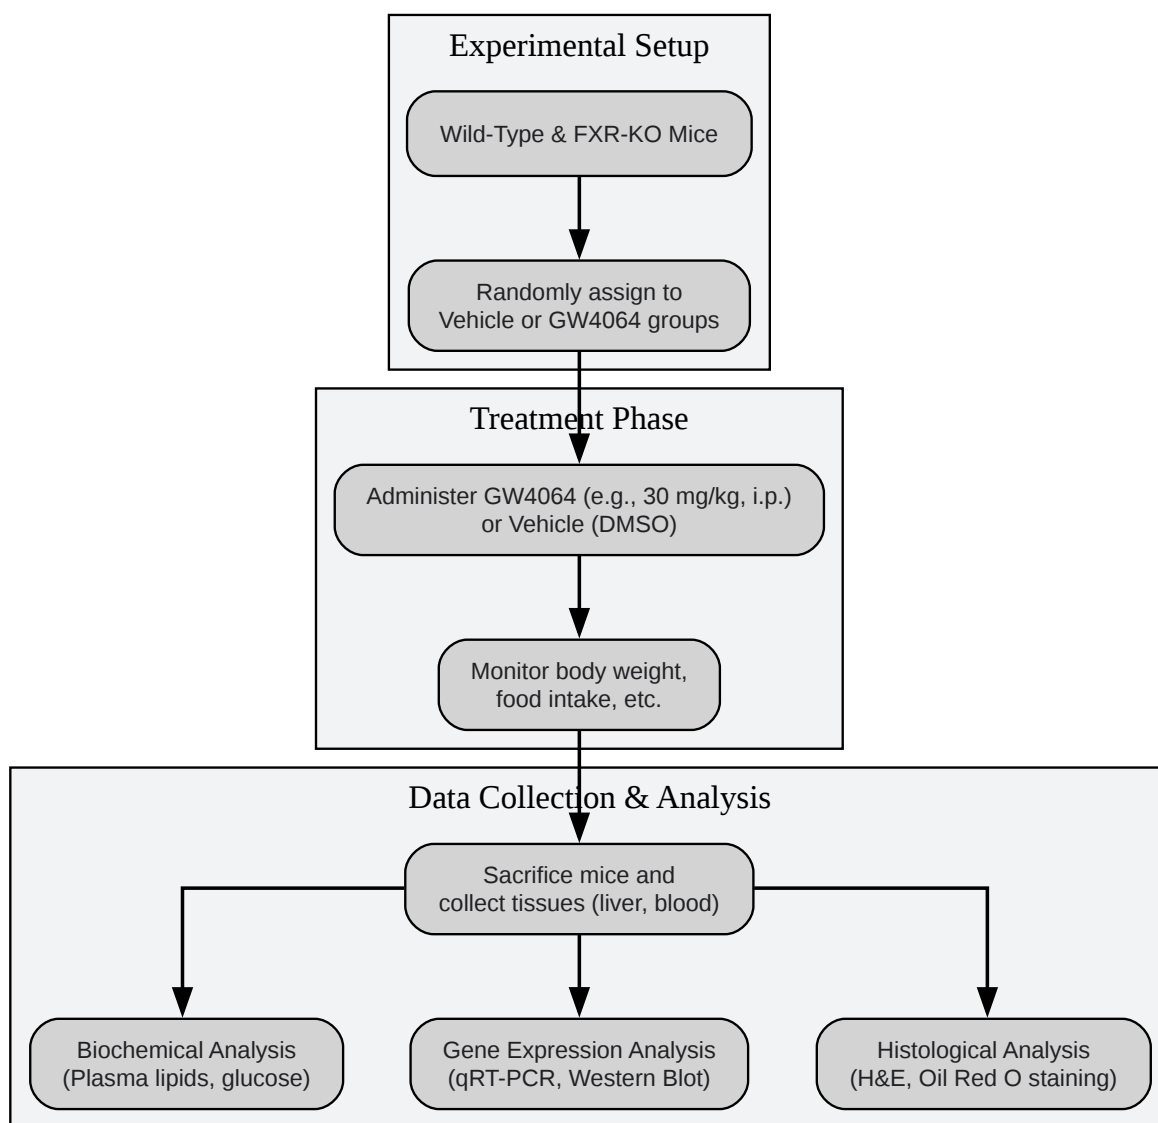 Experimental Setup
Wild-Type & FXR-KO Mice
Randomly assign to
Vehicle or GW4064 groups
Treatment Phase
Administer GW4064 (e.g., 30 mg/kg, i.p.)
or Vehicle (DMSO)
Monitor body weight,
food intake, etc.
Data Collection & Analysis
Sacrifice mice and
collect tissues (liver, blood)
Biochemical Analysis
(Plasma lipids, glucose)
Gene Expression Analysis
(qRT-PCR, Western Blot)
Histological Analysis
(H&E, Oil Red O staining)